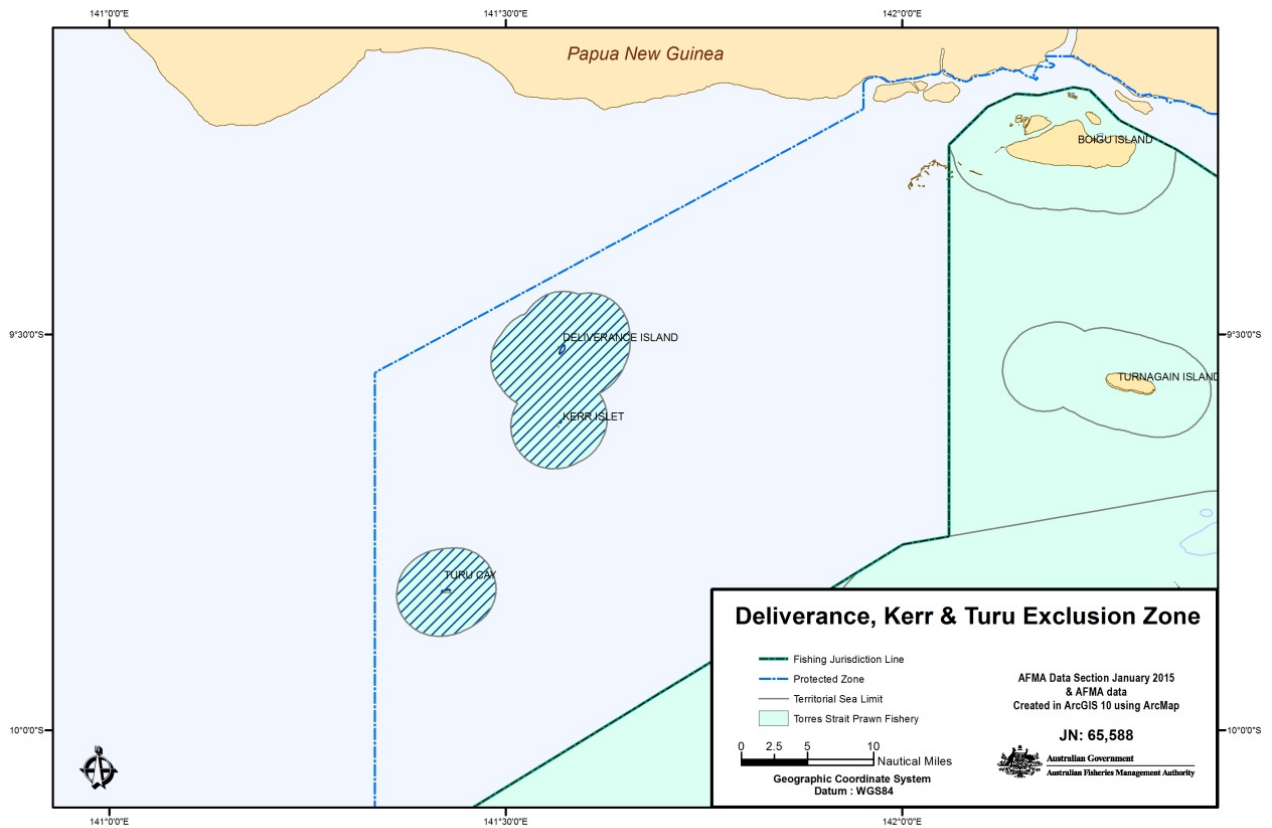 141°0'0"E
141°30'0"E
142°0'0"E
Papua New Guinea
BOIGU ISLAND
9°30'0"S
9°30'0"S
DELIVERANCE ISLAND
TURNAGAIN ISLAND
KERR ISLET
TURU CAY
Deliverance, Kerr & Turu Exclusion Zone
Fishing Jurisdiction Line
Protected Zone
Territorial Sea Limit
Torres Strait Prawn Fishery
0 2.5 5 10
Nautical Miles
Geographic Coordinate System
Datum : WGS84
AFMA Data Section January 2015
& AFMA data
Created in ArcGIS 10 using ArcMap
JN: 65,588
Australian Government
Australian Fisheries Management Authority
10°0'0"S
10°0'0"S
141°0'0"E
141°30'0"E
142°0'0"E